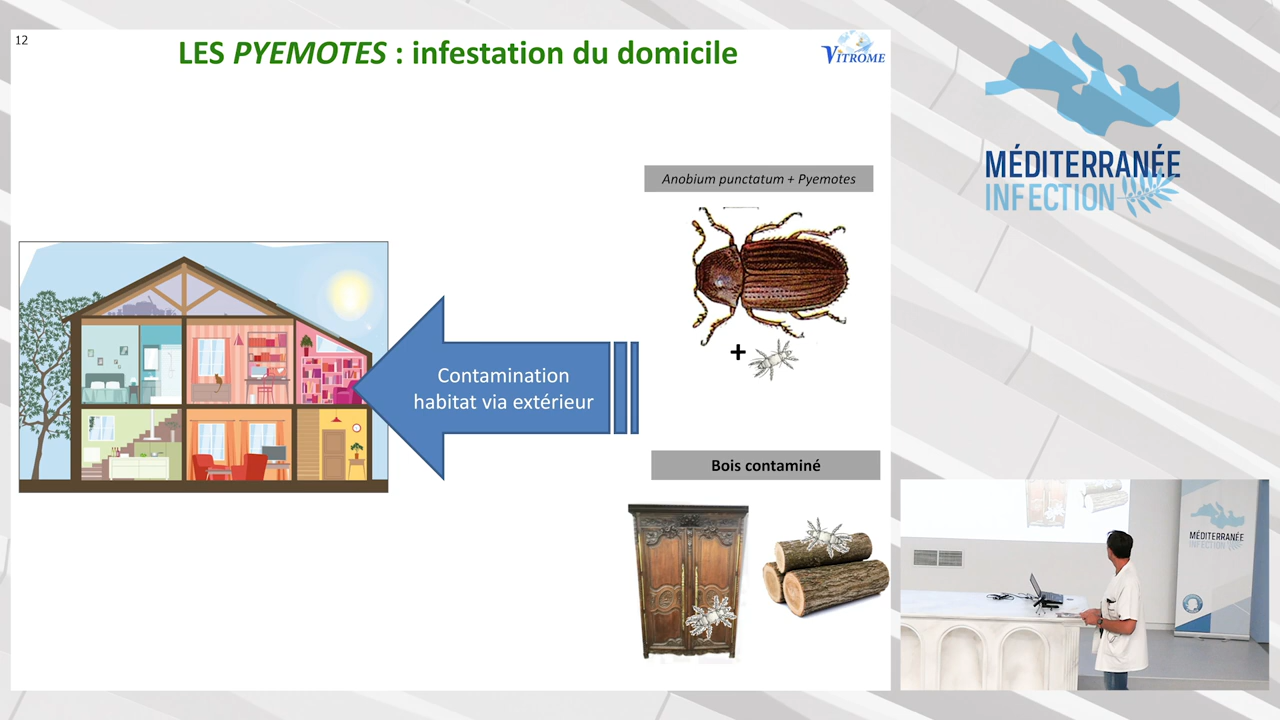 12
LES PYEMOTES : infestation du domicile
VITROME
Anobium punctatum + Pyemotes
+
Contamination
habitat via extérieur
Bois contaminé
MÉDITERRANÉE
INFECTION
MÉDITERRANÉE
INFECTION